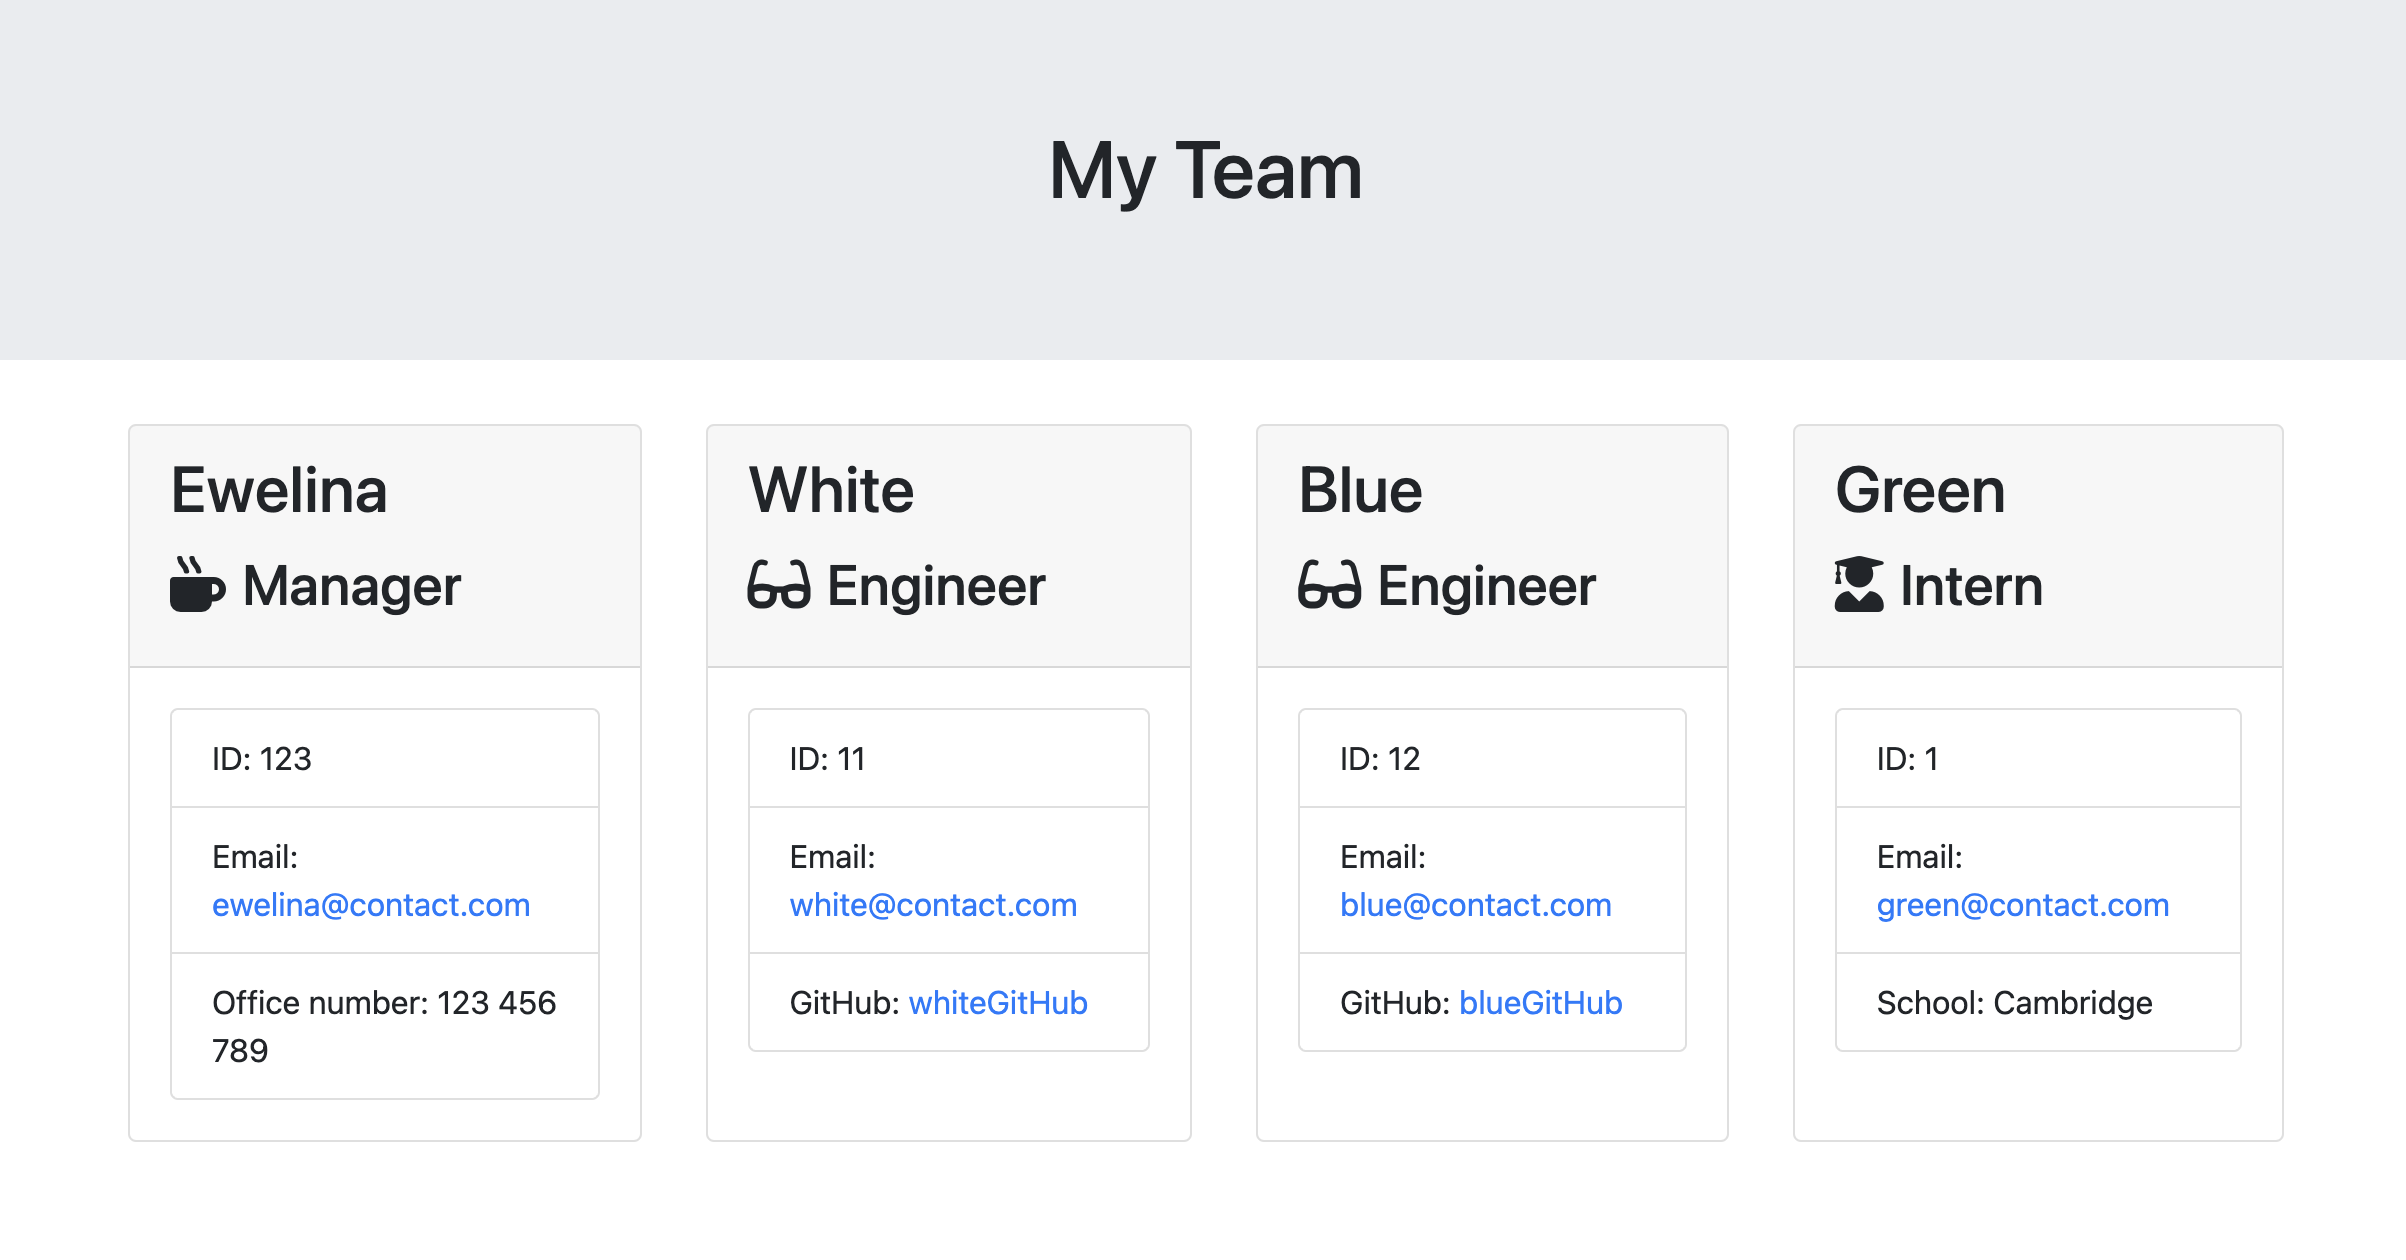 My Team
Ewelina
Manager
ID: 123
Email:
ewelina@contact.com
Office number: 123 456
789
White
Engineer
ID: 11
Email:
white@contact.com
GitHub: whiteGitHub
Blue
Engineer
ID: 12
Email:
blue@contact.com
GitHub: blueGitHub
Green
Intern
ID: 1
Email:
green@contact.com
School: Cambridge